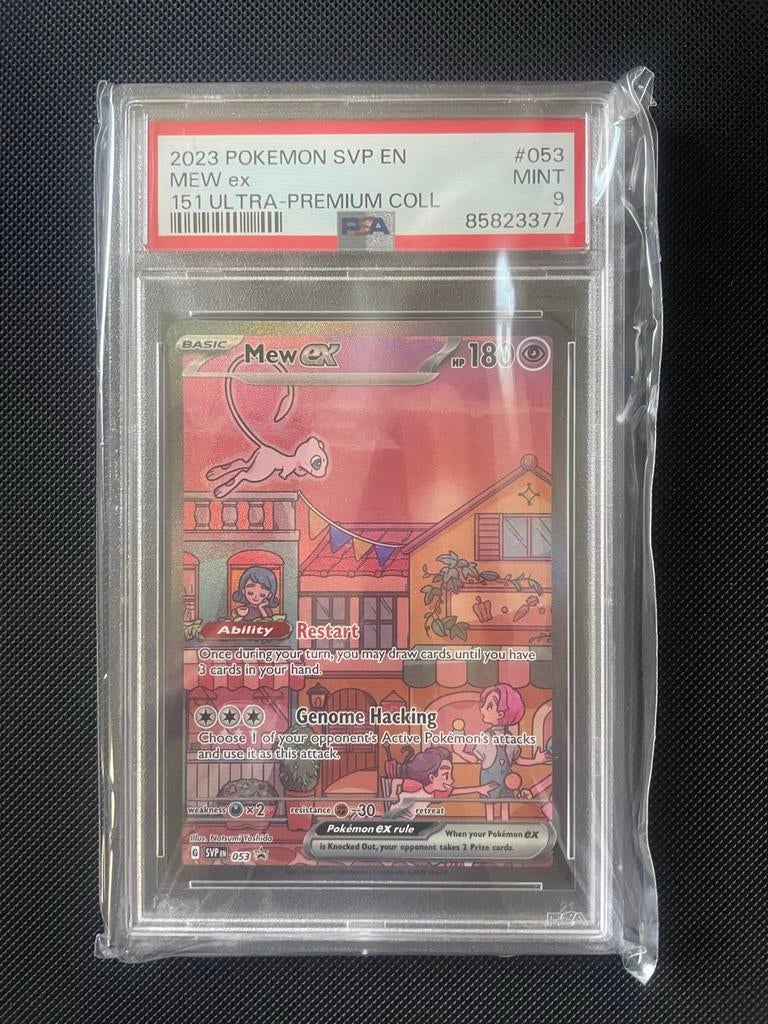 2023 POKEMON SVP EN #053
MEW ex MINT
151 ULTRA-PREMIUM COLL 9
PSA 85823377
BASIC Mew ex HP 180
Ability Restart
Once during your turn, you may draw cards until you have
3 cards in your hand.
Genome Hacking
Choose 1 of your opponent's Active Pokémon's attacks
and use it as this attack.
weakness ×2 resistance -30 retreat
Illus. Natsumi Yoshida
Pokémon ex rule When your Pokémon ex
is Knocked Out, your opponent takes 2 Prize cards.
G SVP EN 053
PSA